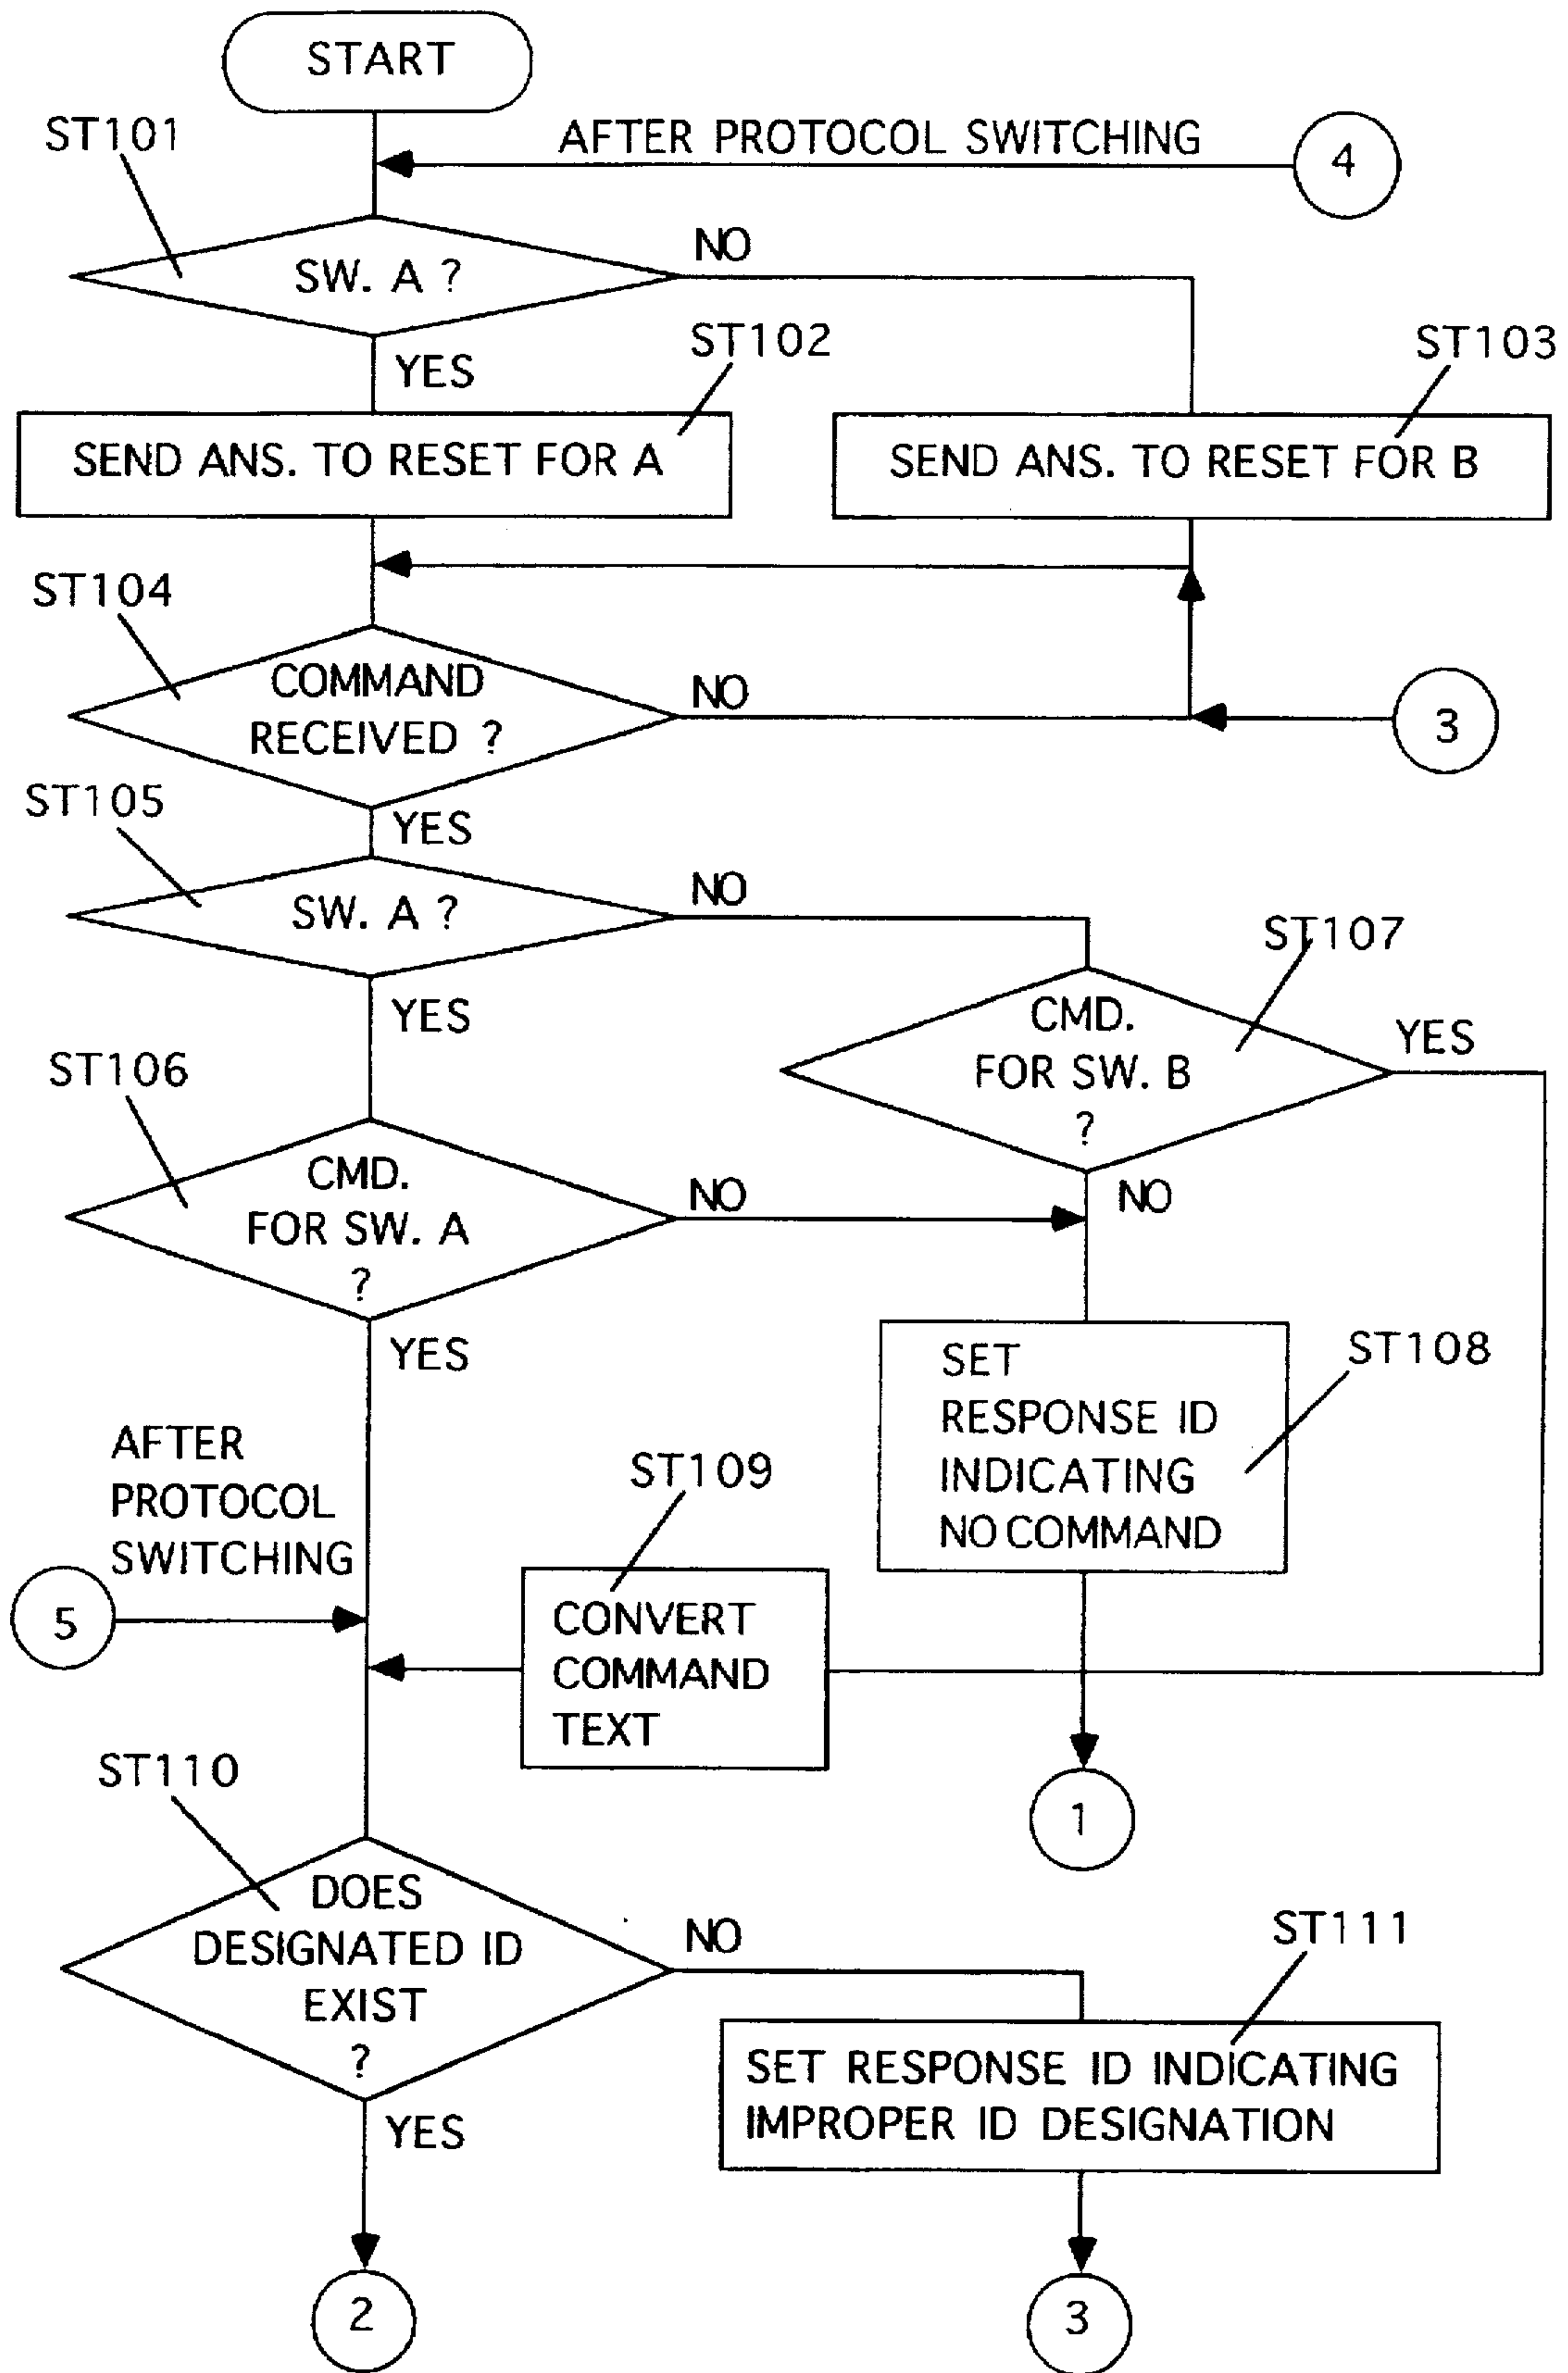 START
ST101
AFTER PROTOCOL SWITCHING
4
SW. A ?
NO
YES
ST102
ST103
SEND ANS. TO RESET FOR A
SEND ANS. TO RESET FOR B
ST104
COMMAND
RECEIVED ?
NO
3
YES
ST105
SW. A ?
NO
YES
ST107
CMD.
FOR SW. B
?
YES
NO
ST106
CMD.
FOR SW. A
?
NO
YES
ST108
SET
RESPONSE ID
INDICATING
NO COMMAND
AFTER
PROTOCOL
SWITCHING
5
ST109
CONVERT
COMMAND
TEXT
1
ST110
DOES
DESIGNATED ID
EXIST
?
NO
YES
ST111
SET RESPONSE ID INDICATING
IMPROPER ID DESIGNATION
2
3